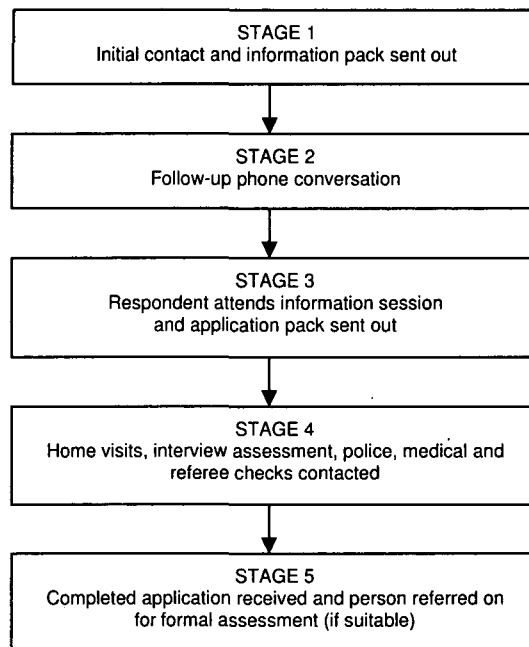 STAGE 1
Initial contact and information pack sent out
STAGE 2
Follow-up phone conversation
STAGE 3
Respondent attends information session
and application pack sent out
STAGE 4
Home visits, interview assessment, police, medical and
referee checks contacted
STAGE 5
Completed application received and person referred on
for formal assessment (if suitable)